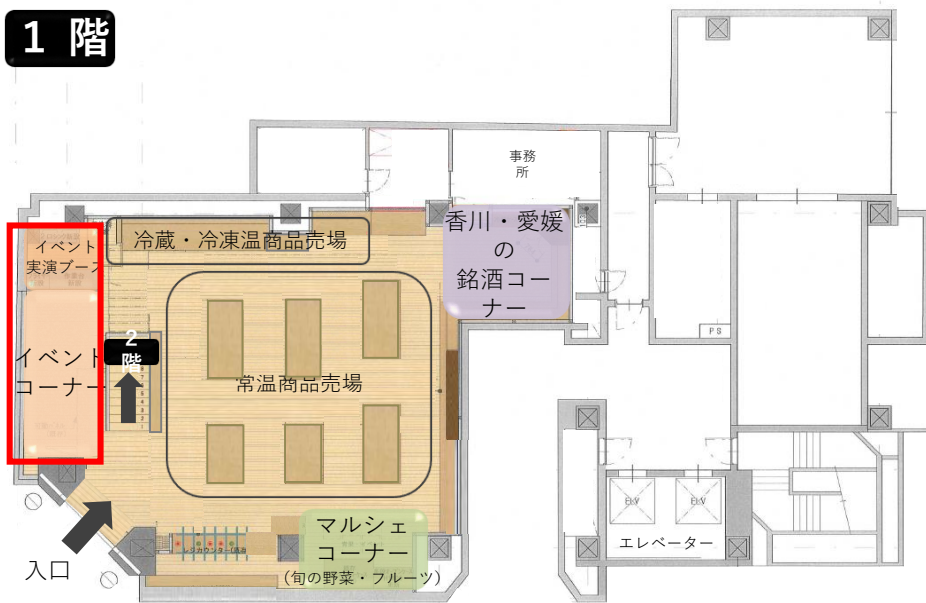 1 階
事務
所
香川・愛媛
の
銘酒コー
ナー
冷蔵・冷凍温商品売場
イベント
実演ブース
2
階
イベント
コーナー
常温商品売場
PS
ELV
ELV
エレベーター
マルシェ
コーナー
(旬の野菜・フルーツ)
入口